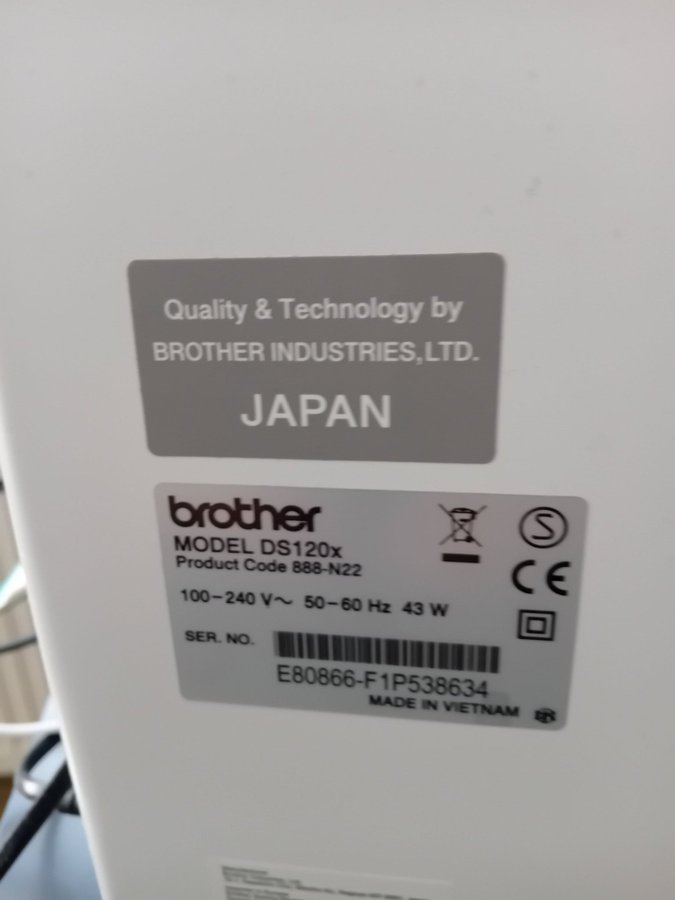 Quality & Technology by
BROTHER INDUSTRIES,LTD.
JAPAN
brother
MODEL DS120x
Product Code 888-N22
100-240 V~ 50-60 Hz 43 W
SER. NO.
E80866-F1P538634
MADE IN VIETNAM
S
CE